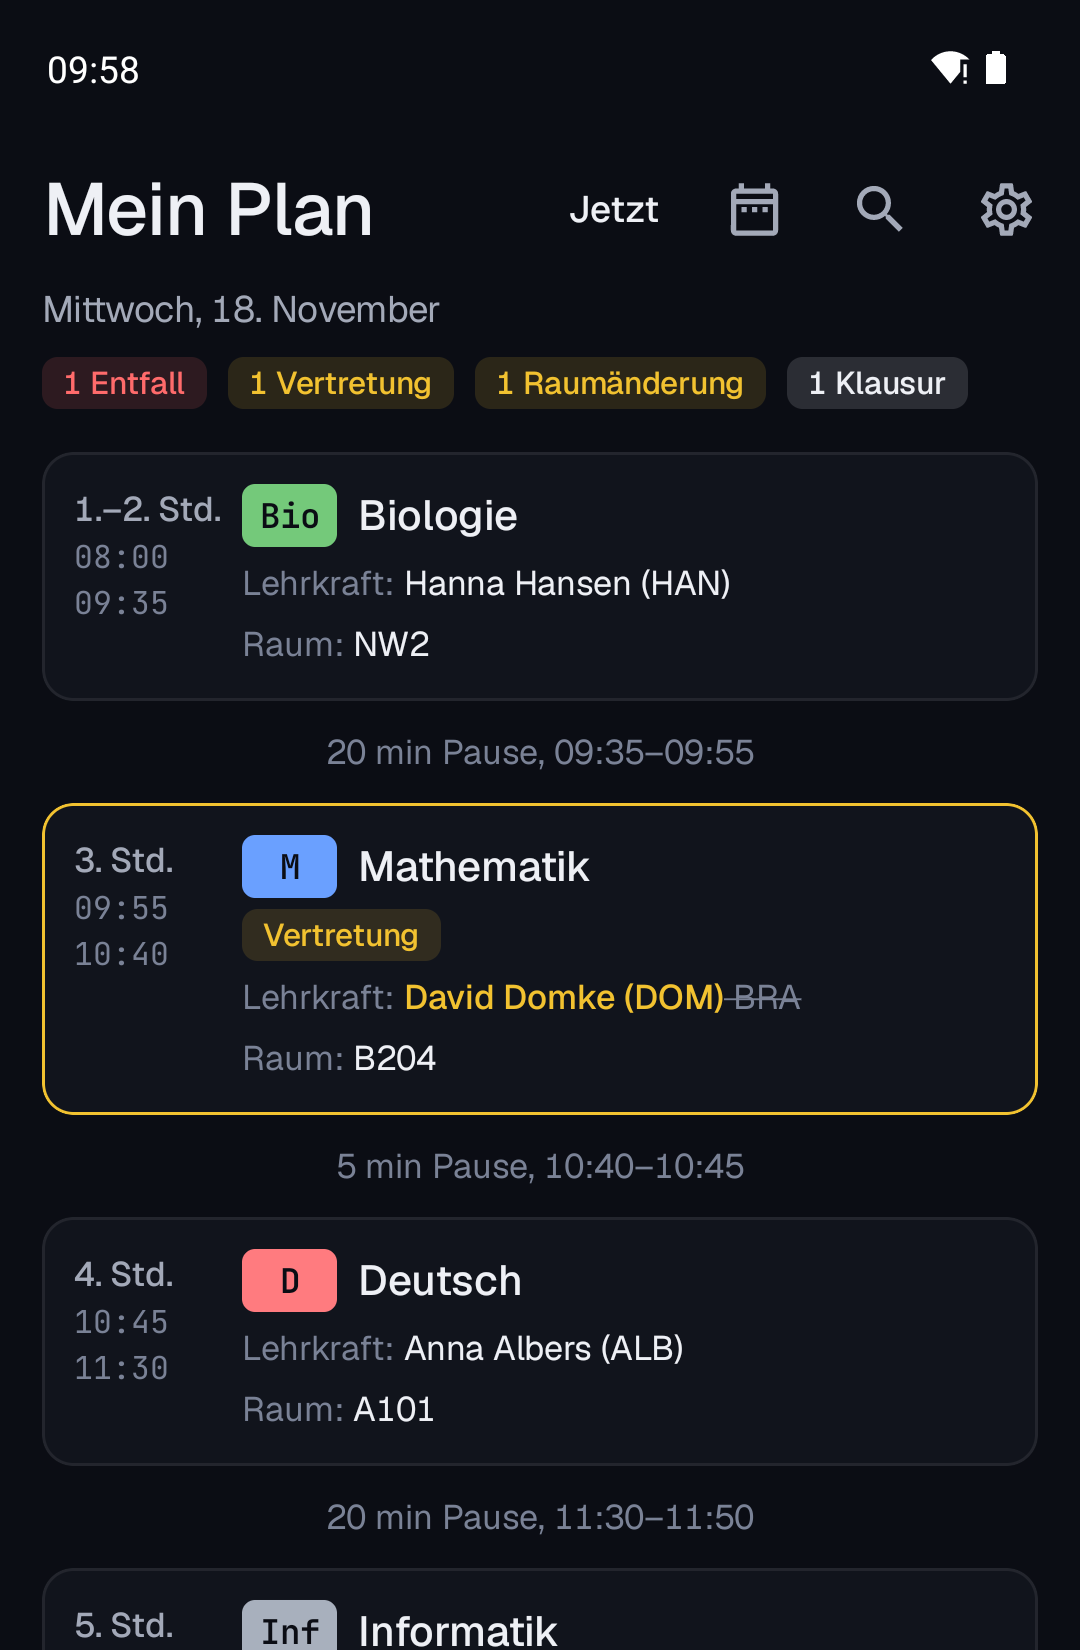 09:58
Mein Plan
Jetzt
Mittwoch, 18. November
1 Entfall
1 Vertretung
1 Raumänderung
1 Klausur
1.–2. Std.
08:00
09:35
Bio
Biologie
Lehrkraft: Hanna Hansen (HAN)
Raum: NW2
20 min Pause, 09:35–09:55
3. Std.
09:55
10:40
M
Mathematik
Vertretung
Lehrkraft: David Domke (DOM) BRA
Raum: B204
5 min Pause, 10:40–10:45
4. Std.
10:45
11:30
D
Deutsch
Lehrkraft: Anna Albers (ALB)
Raum: A101
20 min Pause, 11:30–11:50
5. Std.
Inf
Informatik